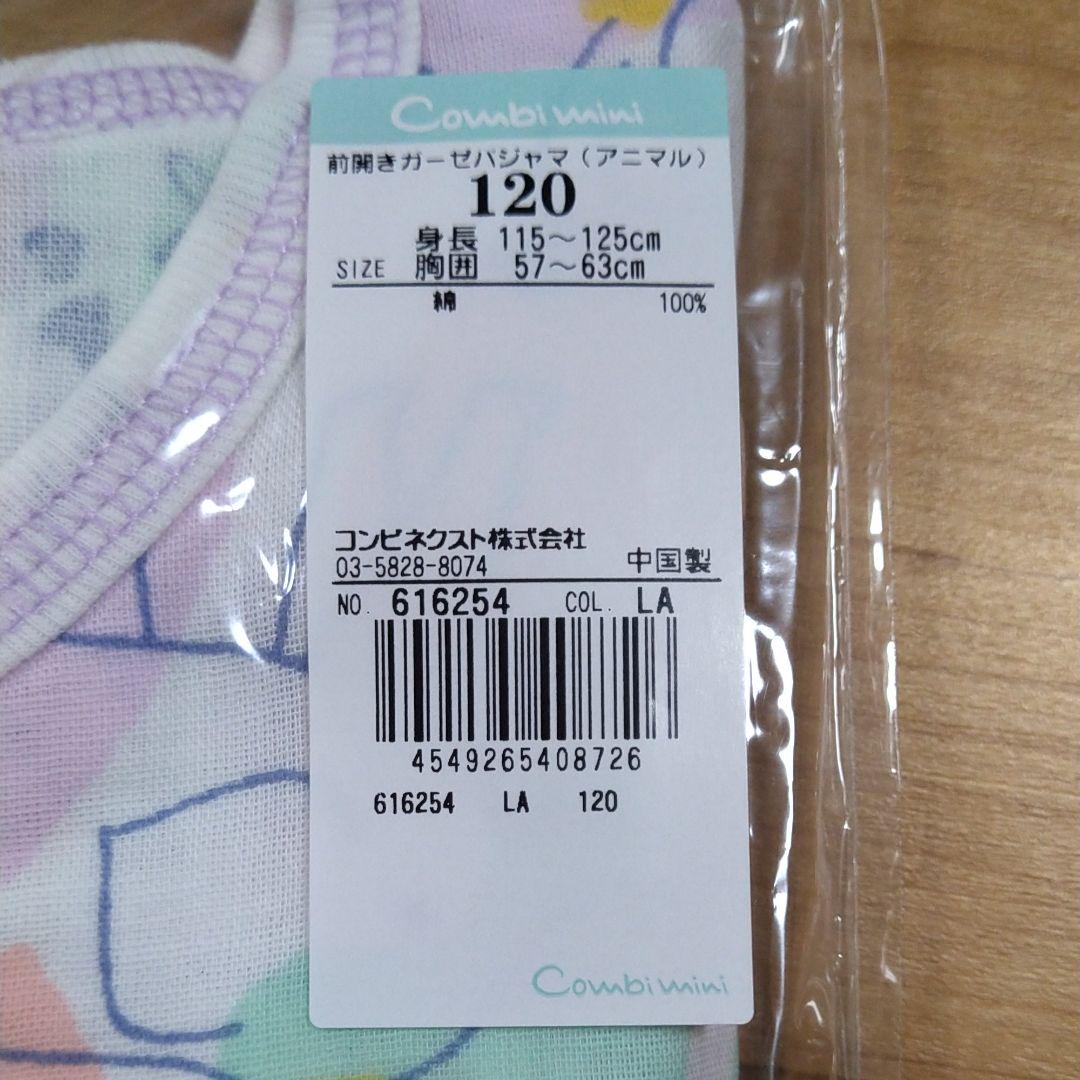 Combi mini
前開きガーゼパジャマ（アニマル）
120
身長 115〜125cm
SIZE 胸囲 57〜63cm
綿 100%
コンビネクスト株式会社
03-5828-8074 中国製
NO. 616254 COL. LA
4549265408726
616254 LA 120
Combi mini